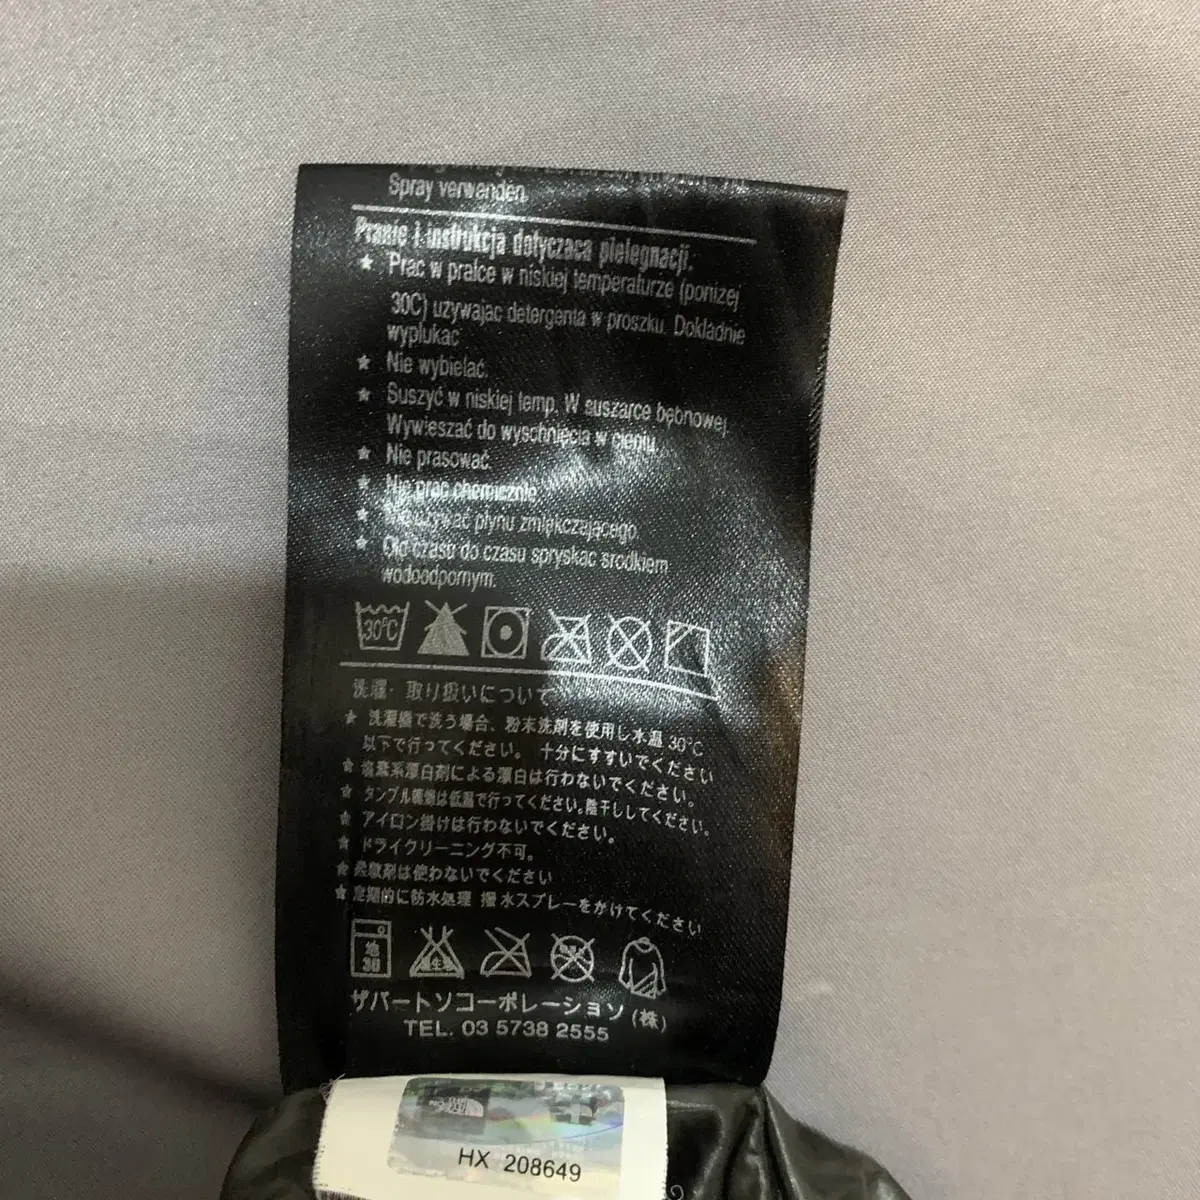 Spray verwenden.
Pranie i instrukcja dotyczaca pielegnacji.
★ Prac w pralce w niskiej temperaturze (ponizej
30C) uzywajac detergenta w proszku. Dokladnie
wyplukac
★ Nie wybielać.
★ Suszyć w niskiej temp. W suszarce bębnowej.
Wywieszać do wyschnięcia w cieniu.
★ Nie prasować.
★ Nie prac chemicznie.
★ Nie używać płynu zmiękczającego.
★ Od czasu do czasu spryskac srodkiem
wodoodpornym.
30°C
洗濯・取り扱いについて
★ 洗濯機で洗う場合、粉末洗剤を使用し水温30°C
以下で行ってください。 十分にすすいでください
★ 塩素系漂白剤による漂白は行わないでください。
★ タンブル乾燥は低温で行ってください。陰干ししてください。
★ アイロン掛けは行わないでください。
★ ドライクリーニング不可。
★ 柔軟剤は使わないでください
★ 定期的に防水処理 撥水スプレーをかけてください
弱
30
ザパートソコーポレーショソ (株)
TEL. 03 5738 2555
HX 208649